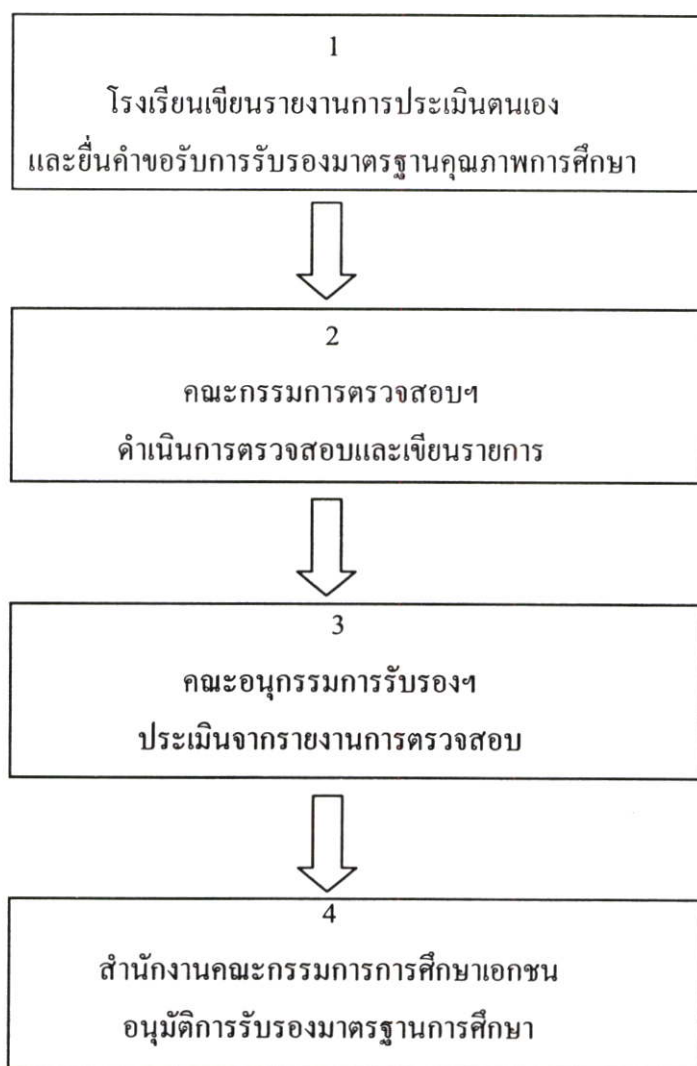 1
โรงเรียนเขียนรายงานการประเมินตนเอง
และยื่นคำขอรับการรับรองมาตรฐานคุณภาพการศึกษา
2
คณะกรรมการตรวจสอบฯ
ดำเนินการตรวจสอบและเขียนรายการ
3
คณะอนุกรรมการรับรองฯ
ประเมินจากรายงานการตรวจสอบ
4
สำนักงานคณะกรรมการการศึกษาเอกชน
อนุมัติการรับรองมาตรฐานการศึกษา